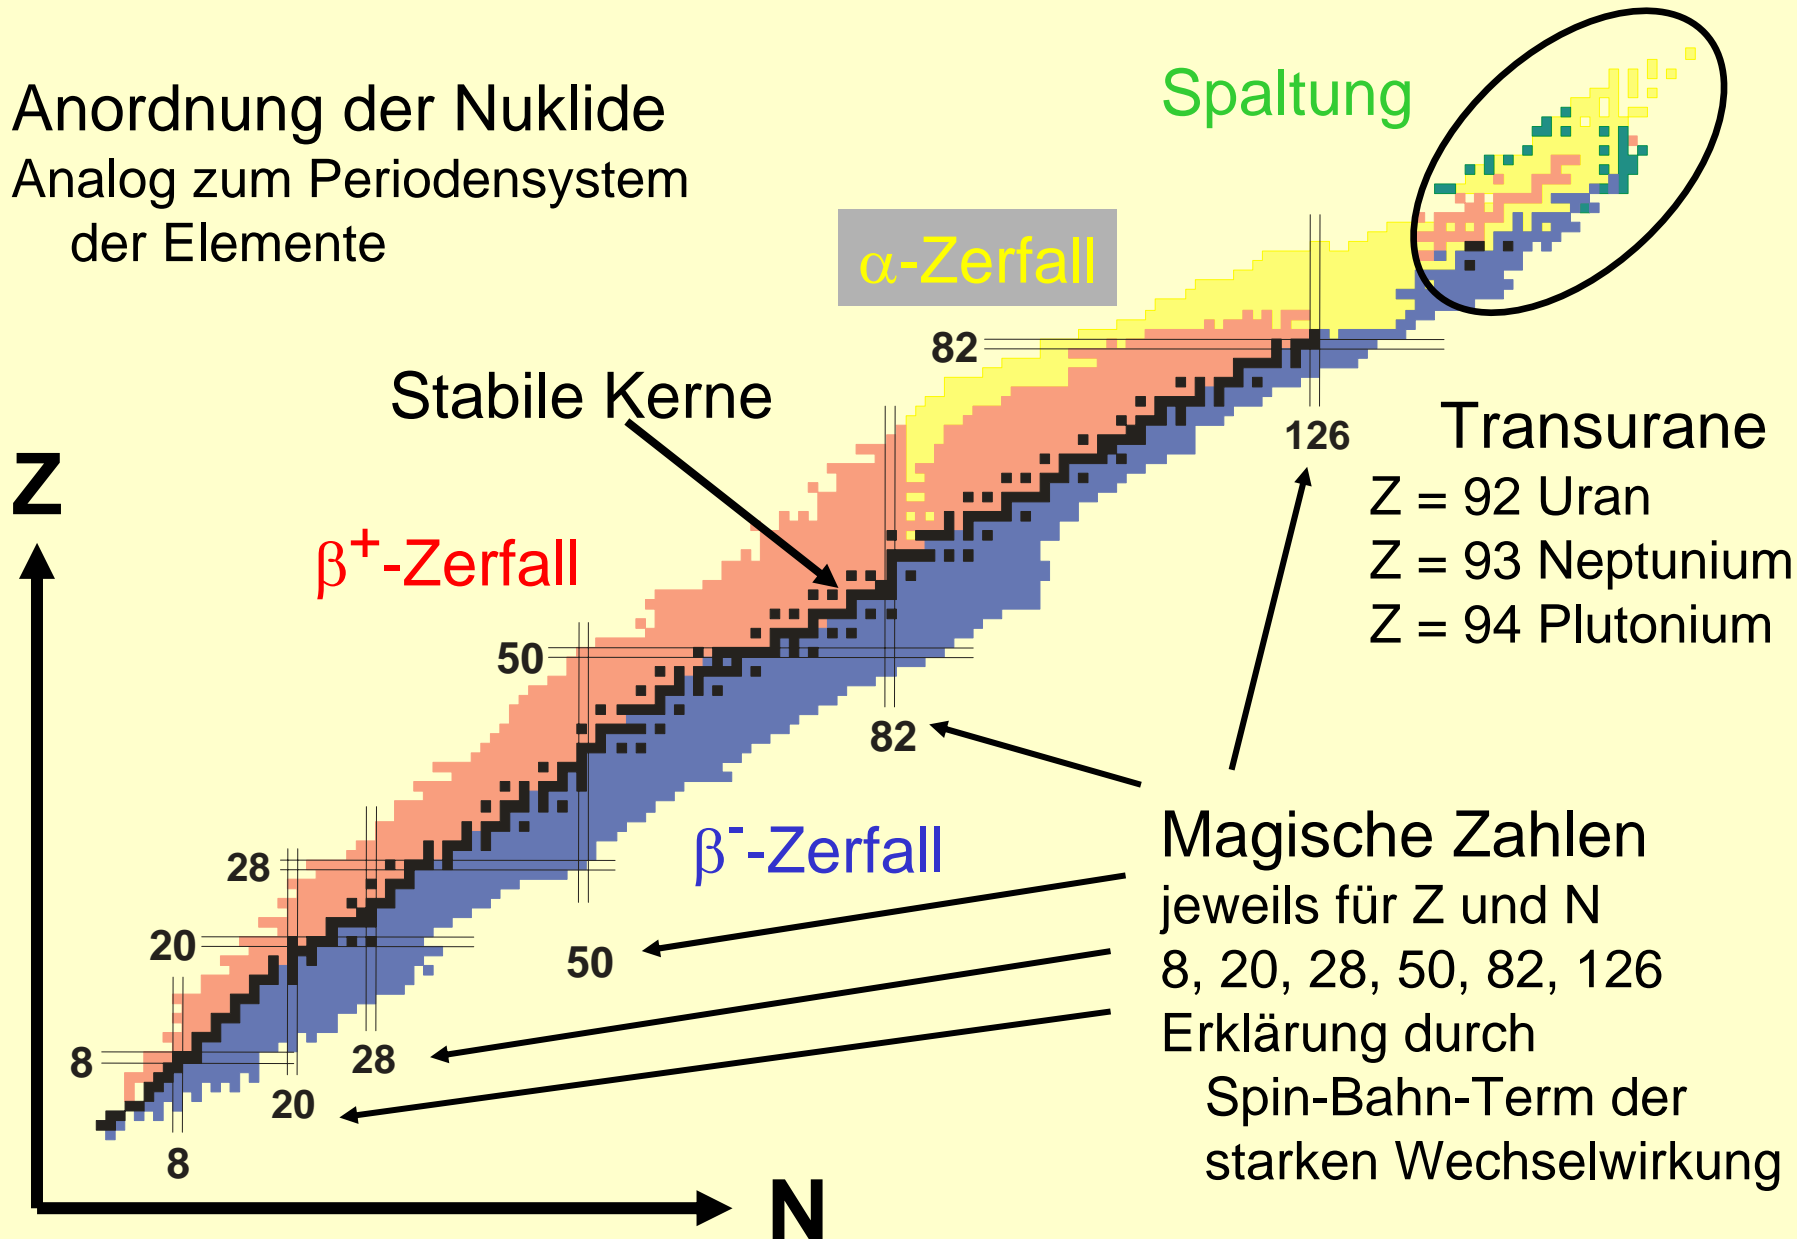 Anordnung der Nuklide
Analog zum Periodensystem
der Elemente
Spaltung
α-Zerfall
82
Stabile Kerne
126
Transurane
Z = 92 Uran
Z = 93 Neptunium
Z = 94 Plutonium
Z
β⁺-Zerfall
50
82
β⁻-Zerfall
28
Magische Zahlen
jeweils für Z und N
8, 20, 28, 50, 82, 126
Erklärung durch
Spin-Bahn-Term der
starken Wechselwirkung
20
50
8
28
20
8
N